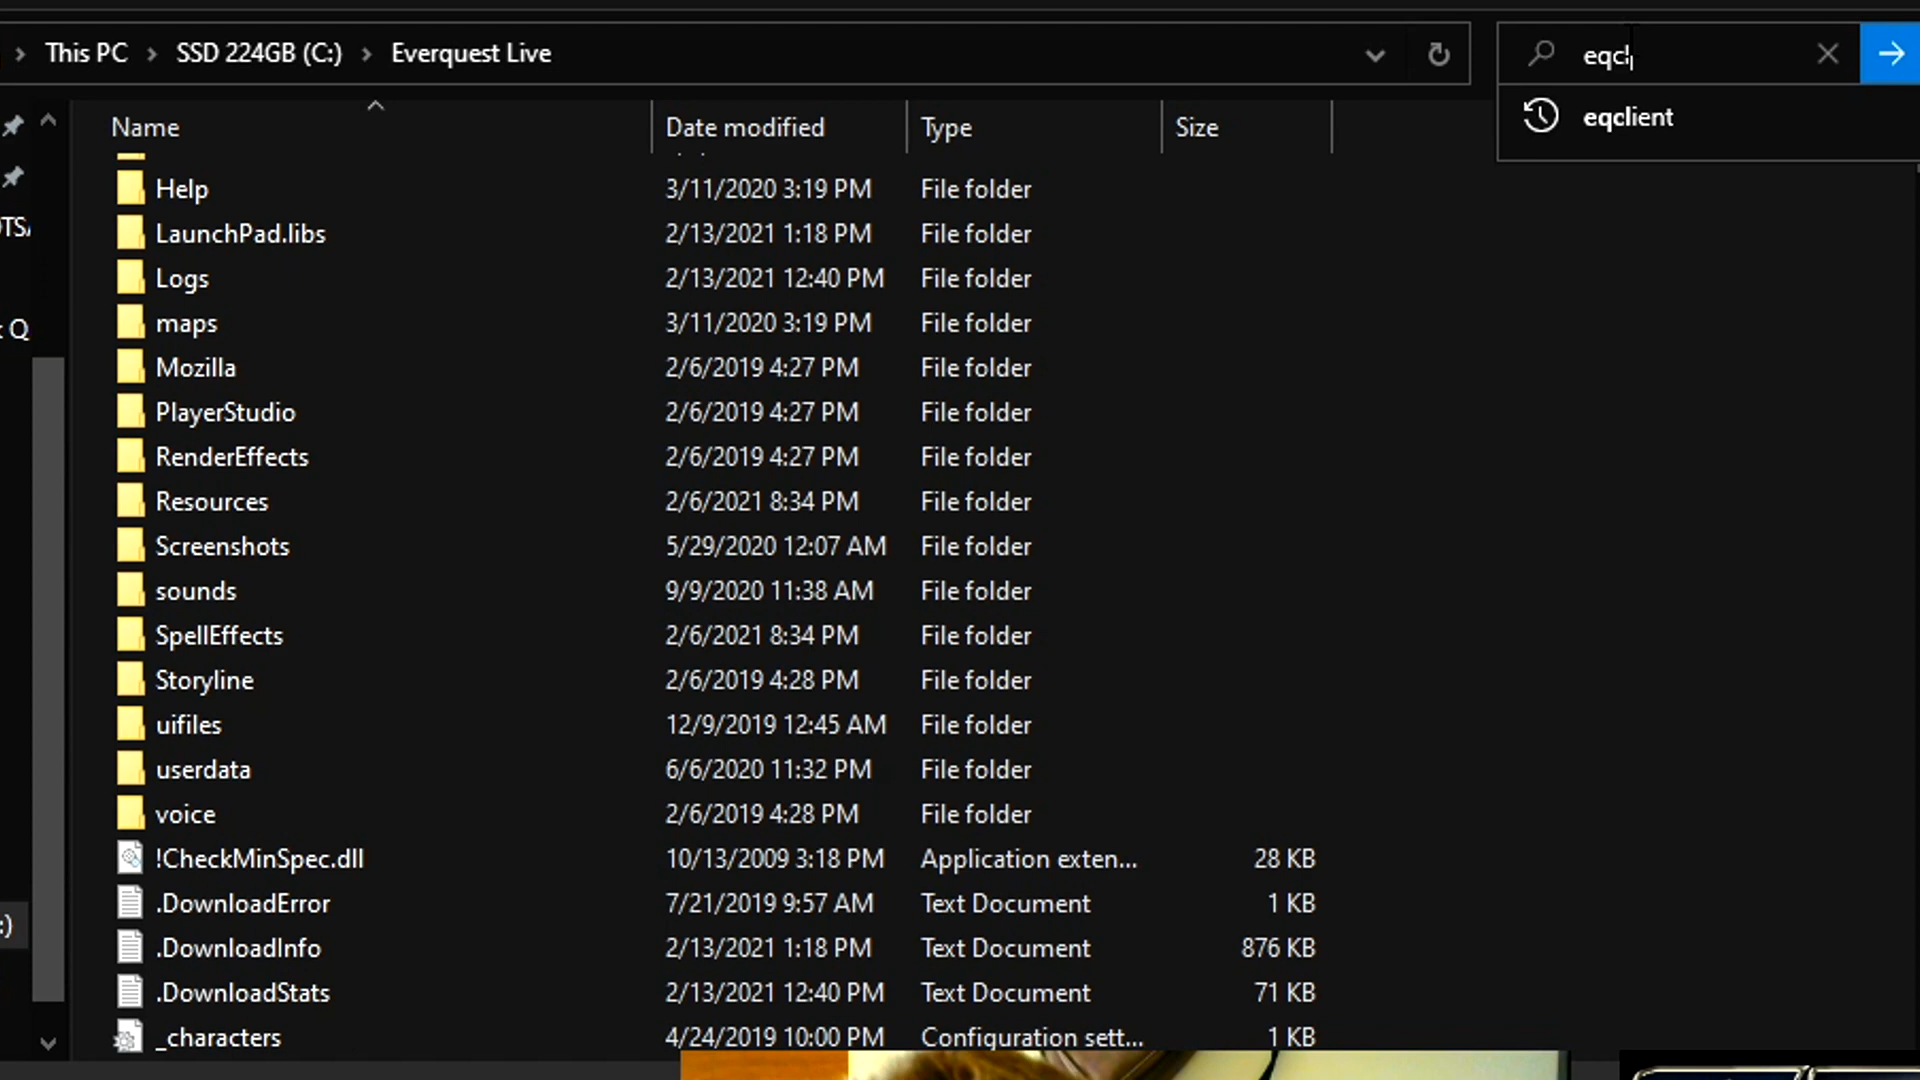 This PC > SSD 224GB (C:) > Everquest Live
eqcl
eqclient
Name Date modified Type Size
Help 3/11/2020 3:19 PM File folder
LaunchPad.libs 2/13/2021 1:18 PM File folder
Logs 2/13/2021 12:40 PM File folder
maps 3/11/2020 3:19 PM File folder
Mozilla 2/6/2019 4:27 PM File folder
PlayerStudio 2/6/2019 4:27 PM File folder
RenderEffects 2/6/2019 4:27 PM File folder
Resources 2/6/2021 8:34 PM File folder
Screenshots 5/29/2020 12:07 AM File folder
sounds 9/9/2020 11:38 AM File folder
SpellEffects 2/6/2021 8:34 PM File folder
Storyline 2/6/2019 4:28 PM File folder
uifiles 12/9/2019 12:45 AM File folder
userdata 6/6/2020 11:32 PM File folder
voice 2/6/2019 4:28 PM File folder
!CheckMinSpec.dll 10/13/2009 3:18 PM Application exten... 28 KB
.DownloadError 7/21/2019 9:57 AM Text Document 1 KB
.DownloadInfo 2/13/2021 1:18 PM Text Document 876 KB
.DownloadStats 2/13/2021 12:40 PM Text Document 71 KB
_characters 4/24/2019 10:00 PM Configuration sett... 1 KB